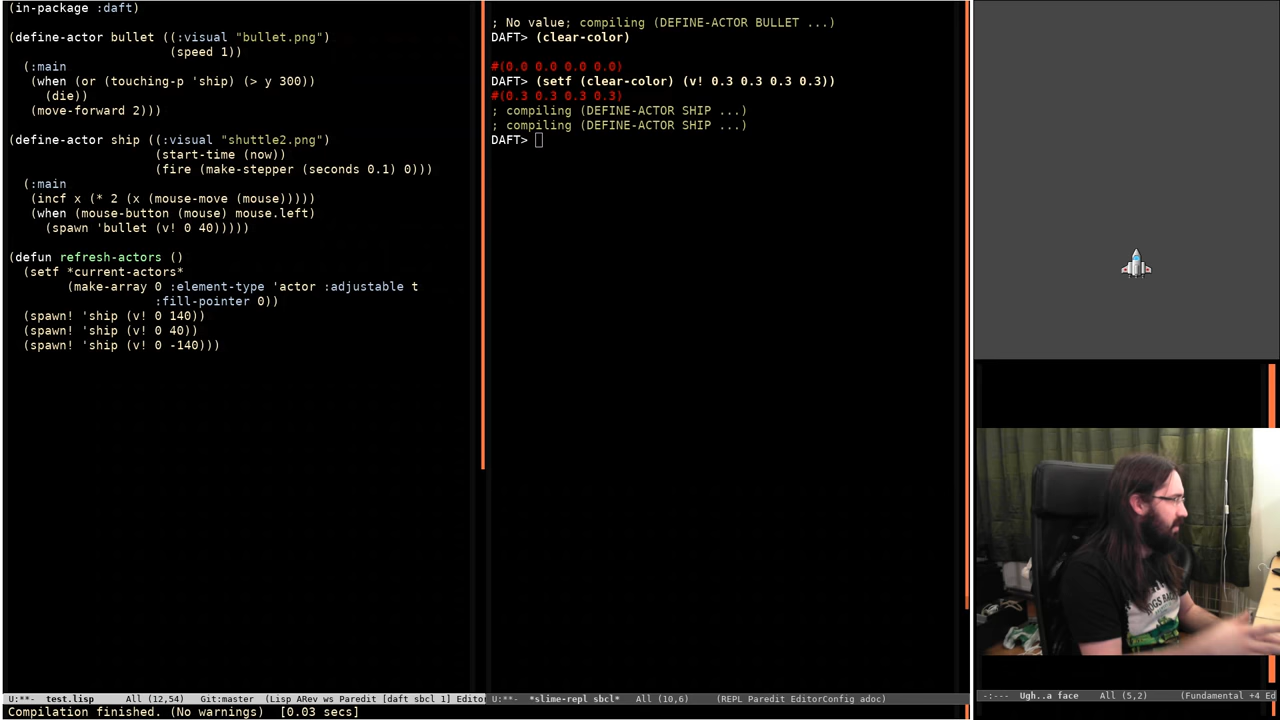 (in-package :daft)
(define-actor bullet ((:visual "bullet.png")
(speed 1))
(:main
(when (or (touching-p 'ship) (> y 300))
(die))
(move-forward 2)))
(define-actor ship ((:visual "shuttle2.png")
(start-time (now))
(fire (make-stepper (seconds 0.1) 0)))
(:main
(incf x (* 2 (x (mouse-move (mouse)))))
(when (mouse-button (mouse) mouse.left)
(spawn 'bullet (v! 0 40)))))
(defun refresh-actors ()
(setf *current-actors*
(make-array 0 :element-type 'actor :adjustable t
:fill-pointer 0))
(spawn! 'ship (v! 0 140))
(spawn! 'ship (v! 0 40))
(spawn! 'ship (v! 0 -140)))
U:**- test.lisp All (12,54) Git:master (Lisp ARev ws Paredit [daft sbcl 1] Editor
Compilation finished. (No warnings) [0.03 secs]
; No value; compiling (DEFINE-ACTOR BULLET ...)
DAFT> (clear-color)
#(0.0 0.0 0.0 0.0)
DAFT> (setf (clear-color) (v! 0.3 0.3 0.3 0.3))
#(0.3 0.3 0.3 0.3)
; compiling (DEFINE-ACTOR SHIP ...)
; compiling (DEFINE-ACTOR SHIP ...)
DAFT>
U:**- *slime-repl sbcl* All (10,6) (REPL Paredit EditorConfig adoc)
-:--- Ugh..a face All (5,2) (Fundamental +4 Ed